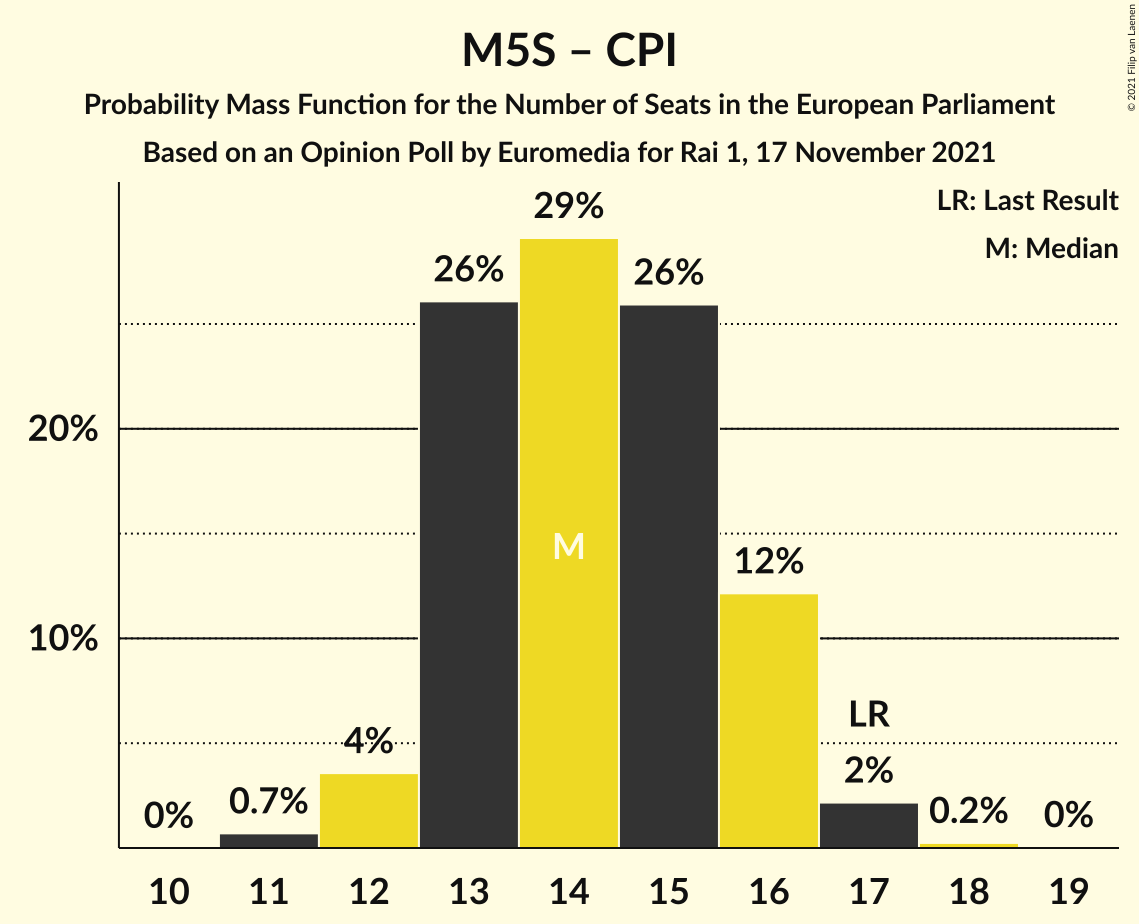 M5S – CPI
Probability Mass Function for the Number of Seats in the European Parliament
Based on an Opinion Poll by Euromedia for Rai 1, 17 November 2021
© 2021 Filip van Laenen
LR: Last Result
M: Median
29%
26%
26%
20%
M
12%
10%
LR
4%
2%
0.7%
0.2%
0%
0%
10 11 12 13 14 15 16 17 18 19